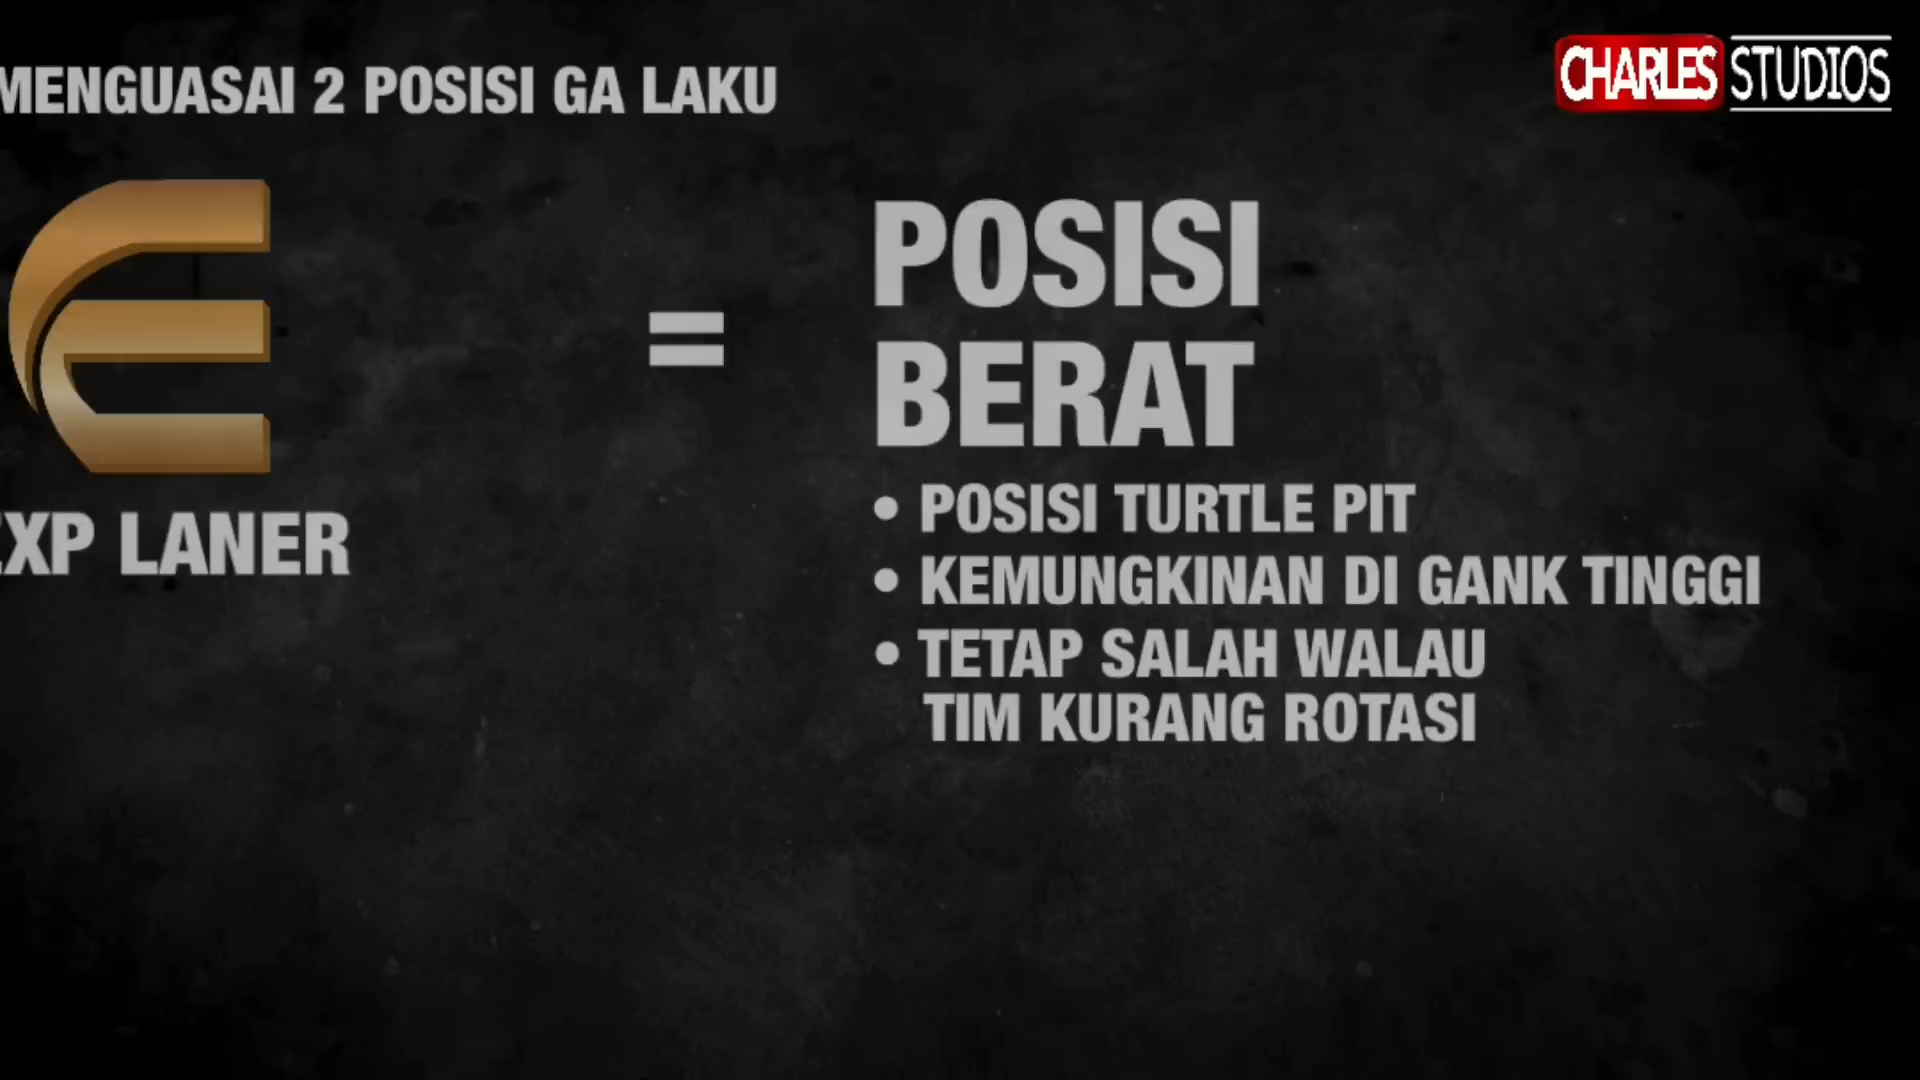 MENGUASAI 2 POSISI GA LAKU
CHARLES STUDIOS
=
POSISI
BERAT
EXP LANER
• POSISI TURTLE PIT
• KEMUNGKINAN DI GANK TINGGI
• TETAP SALAH WALAU
TIM KURANG ROTASI